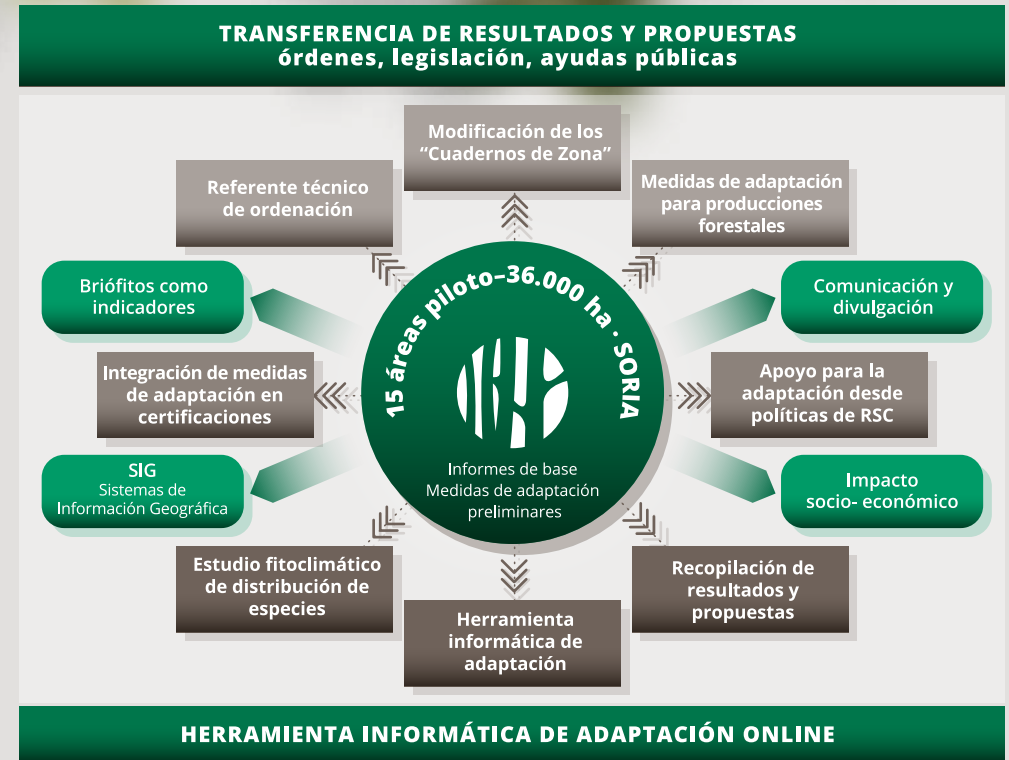 TRANSFERENCIA DE RESULTADOS Y PROPUESTAS
órdenes, legislación, ayudas públicas
Modificación de los
“Cuadernos de Zona”
Referente técnico
de ordenación
Medidas de adaptación
para producciones
forestales
Briófitos como
indicadores
Comunicación y
divulgación
15 áreas piloto–36.000 ha · SORIA
Integración de medidas
de adaptación en
certificaciones
Apoyo para la
adaptación desde
políticas de RSC
Informes de base
Medidas de adaptación
preliminares
SIG
Sistemas de
Información Geográfica
Impacto
socio- económico
Estudio fitoclimático
de distribución de
especies
Recopilación de
resultados y
propuestas
Herramienta
informática de
adaptación
HERRAMIENTA INFORMÁTICA DE ADAPTACIÓN ONLINE